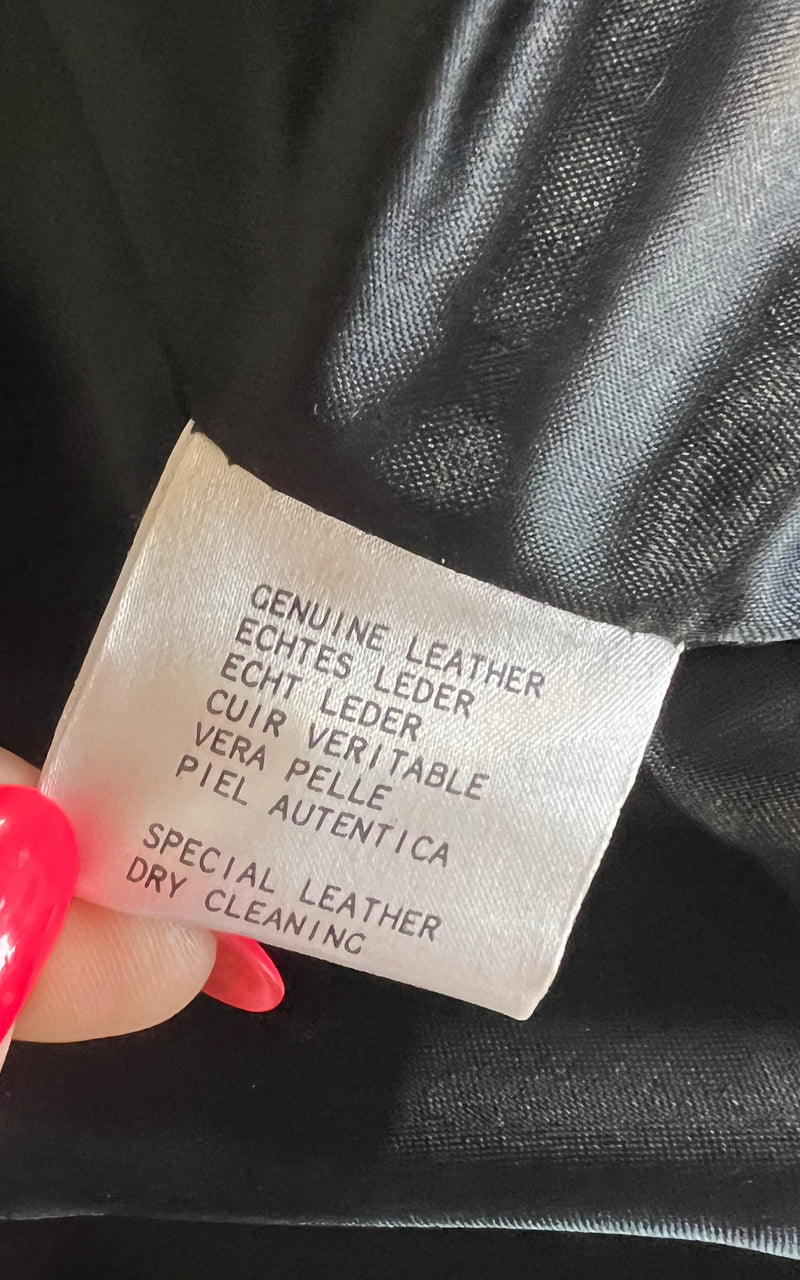 GENUINE LEATHER
ECHTES LEDER
ECHT LEDER
CUIR VERITABLE
VERA PELLE
PIEL AUTENTICA
SPECIAL LEATHER
DRY CLEANING